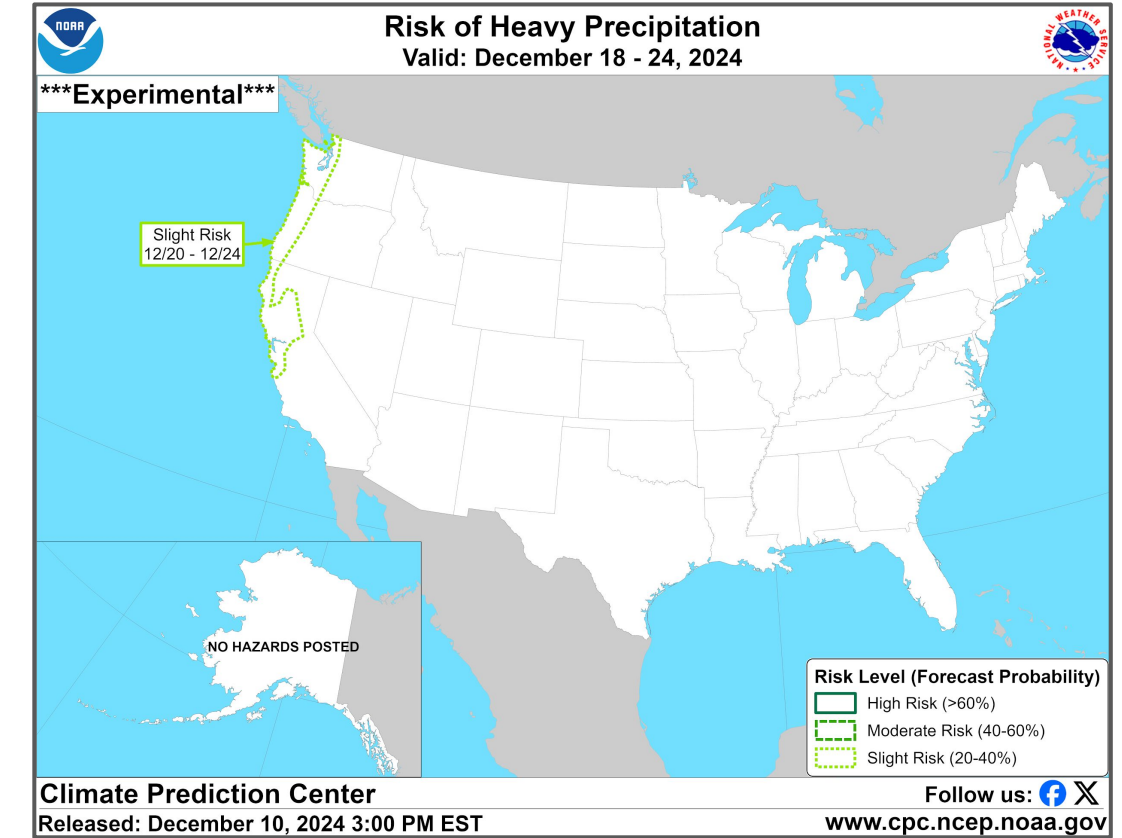 NOAA
Risk of Heavy Precipitation
Valid: December 18 - 24, 2024
NATIONAL WEATHER SERVICE
***Experimental***
Slight Risk
12/20 - 12/24
NO HAZARDS POSTED
Risk Level (Forecast Probability)
High Risk (>60%)
Moderate Risk (40-60%)
Slight Risk (20-40%)
Climate Prediction Center
Follow us:
Released: December 10, 2024 3:00 PM EST
www.cpc.ncep.noaa.gov